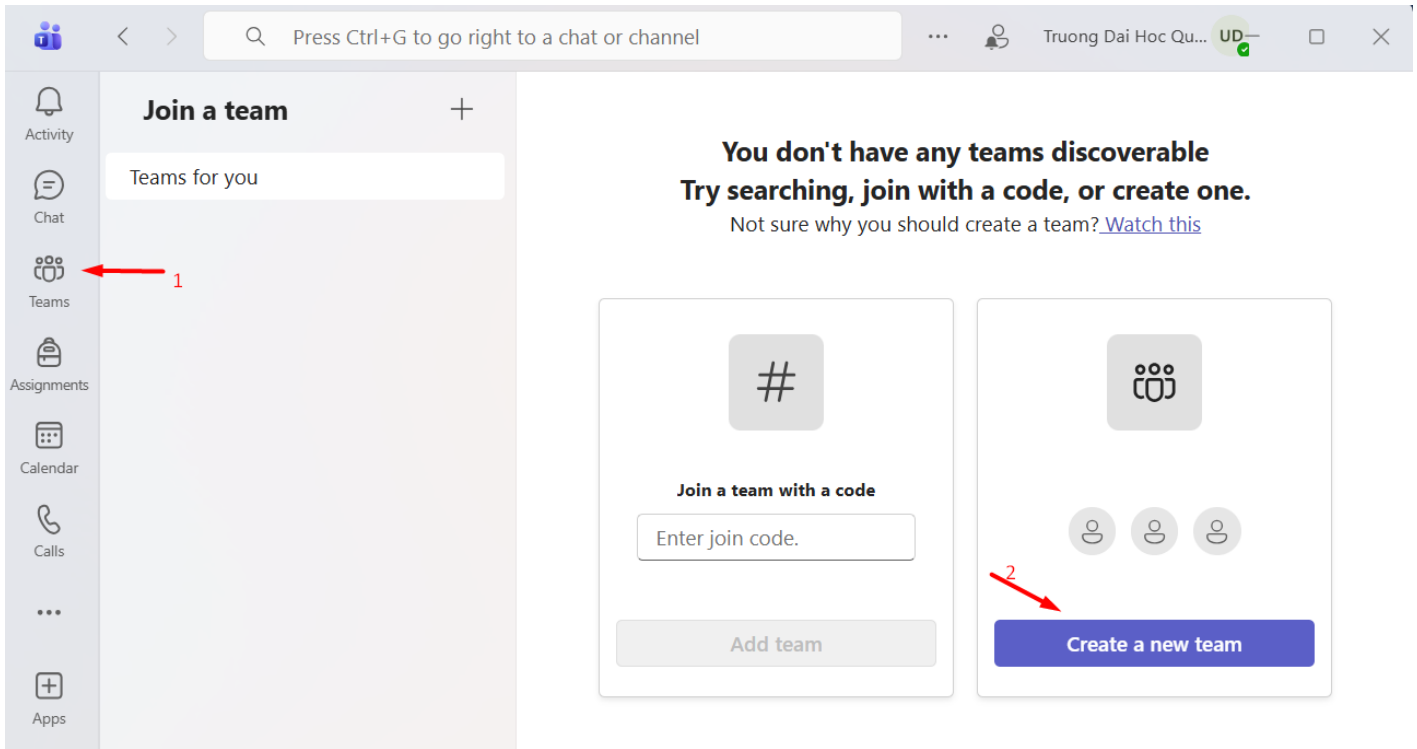 Press Ctrl+G to go right to a chat or channel
Truong Dai Hoc Qu...
UD
Activity
Chat
Teams
Assignments
Calendar
Calls
Apps
Join a team
Teams for you
1
You don't have any teams discoverable
Try searching, join with a code, or create one.
Not sure why you should create a team? Watch this
#
Join a team with a code
Enter join code.
Add team
2
Create a new team